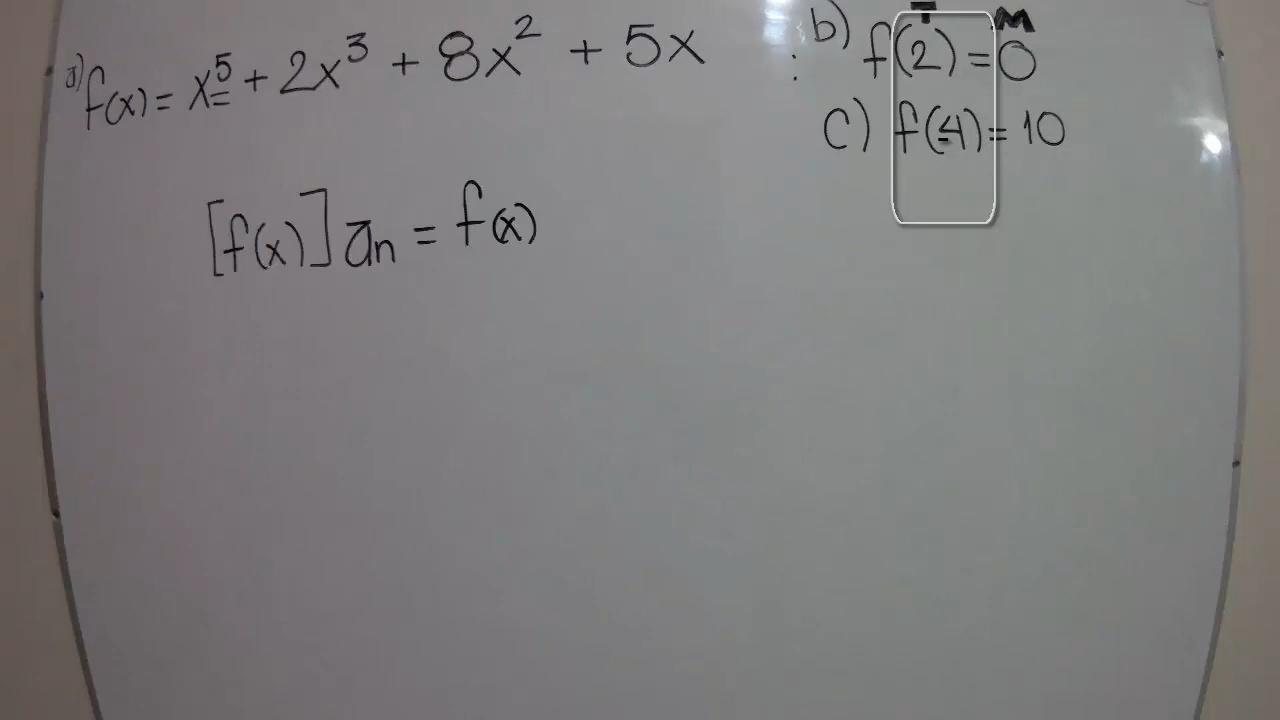 a) f(x) = x⁵ + 2x³ + 8x² + 5x : b) f(2) = 0
c) f(4) = 10
[f(x)] an = f(x)